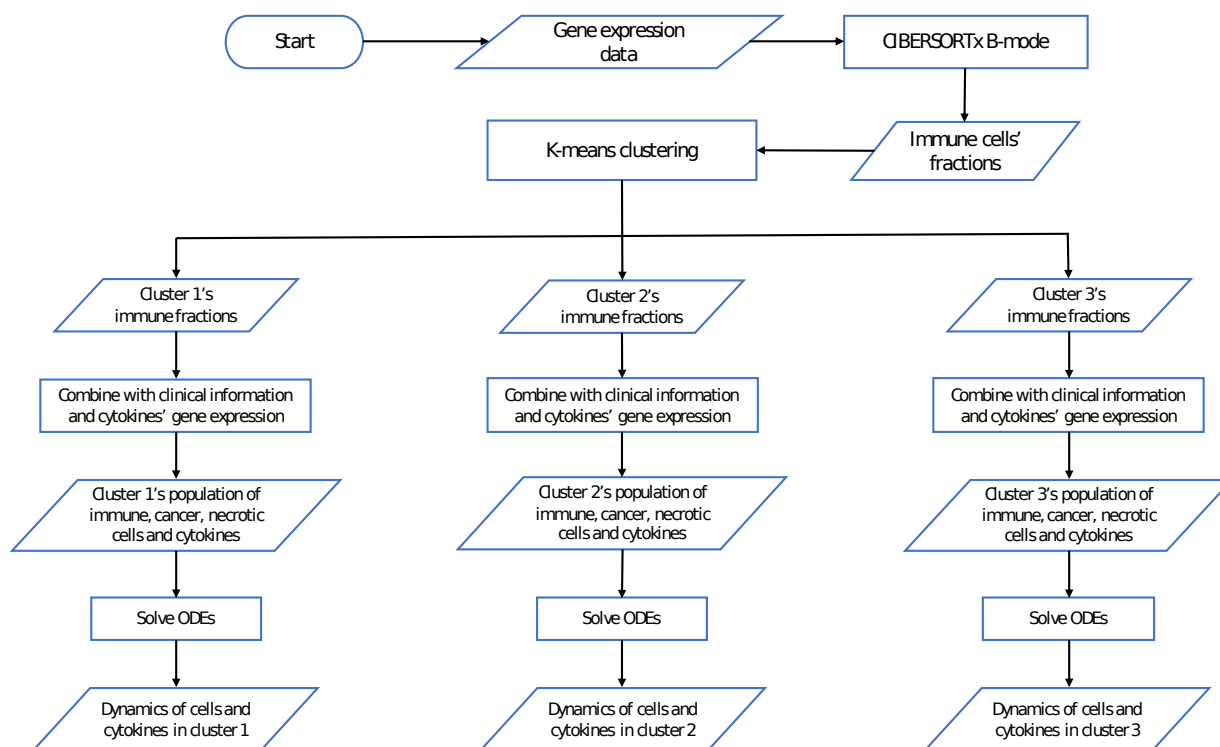 Start
Gene expression
data
CIBERSORTx B-mode
Immune cells'
fractions
K-means clustering
Cluster 1's
immune fractions
Cluster 2's
immune fractions
Cluster 3's
immune fractions
Combine with clinical information
and cytokines' gene expression
Combine with clinical information
and cytokines' gene expression
Combine with clinical information
and cytokines' gene expression
Cluster 1's population of
immune, cancer, necrotic
cells and cytokines
Cluster 2's population of
immune, cancer, necrotic
cells and cytokines
Cluster 3's population of
immune, cancer, necrotic
cells and cytokines
Solve ODEs
Solve ODEs
Solve ODEs
Dynamics of cells and
cytokines in cluster 1
Dynamics of cells and
cytokines in cluster 2
Dynamics of cells and
cytokines in cluster 3